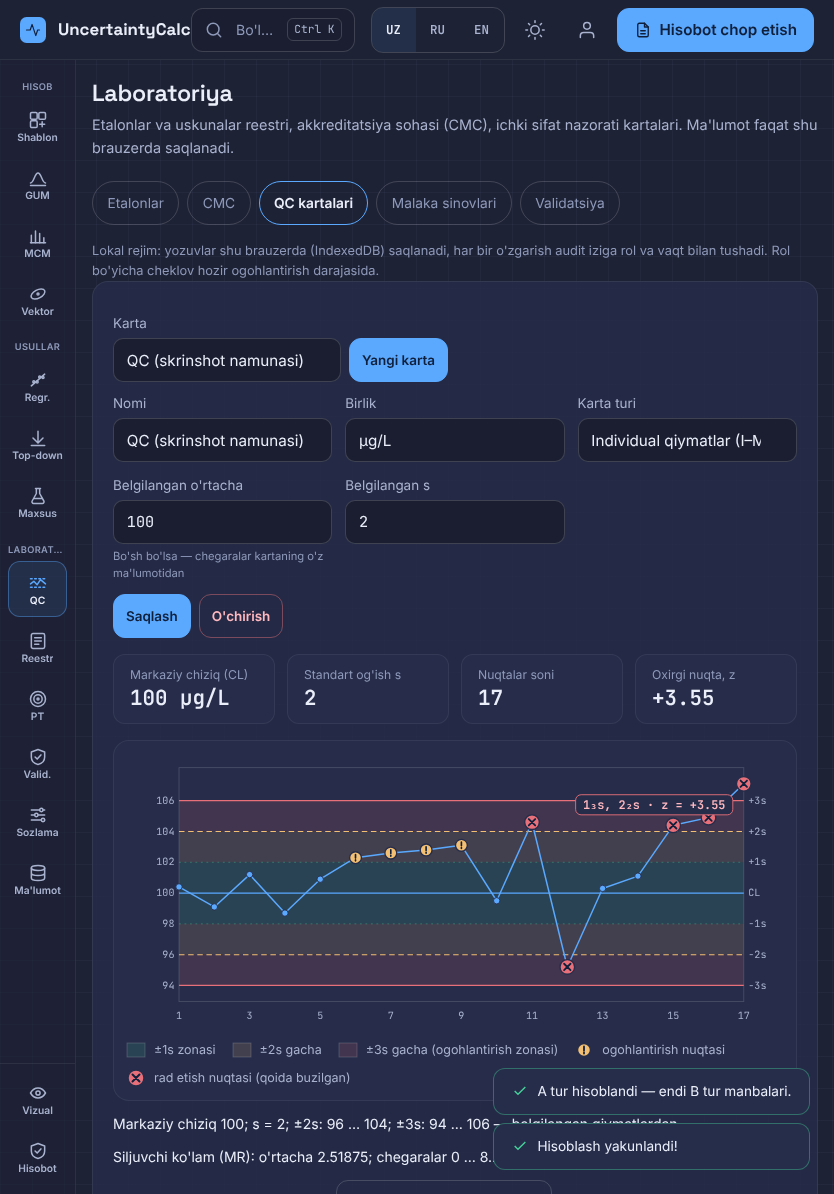 UncertaintyCalc
Bo'l... Ctrl K
UZ RU EN
Hisobot chop etish
HISOB
Shablon
GUM
MCM
Vektor
USULLAR
Regr.
Top-down
Maxsus
LABORAT...
QC
Reestr
PT
Valid.
Sozlama
Ma'lumot
Vizual
Hisobot
Laboratoriya
Etalonlar va uskunalar reestri, akkreditatsiya sohasi (CMC), ichki sifat nazorati kartalari. Ma'lumot faqat shu
brauzerda saqlanadi.
Etalonlar CMC QC kartalari Malaka sinovlari Validatsiya
Lokal rejim: yozuvlar shu brauzerda (IndexedDB) saqlanadi, har bir o'zgarish audit iziga rol va vaqt bilan tushadi. Rol
bo'yicha cheklov hozir ogohlantirish darajasida.
Karta
QC (skrinshot namunasi) Yangi karta
Nomi Birlik Karta turi
QC (skrinshot namunasi) µg/L Individual qiymatlar (I–M
Belgilangan o'rtacha Belgilangan s
100 2
Bo'sh bo'lsa — chegaralar kartaning o'z
ma'lumotidan
Saqlash O'chirish
Markaziy chiziq (CL) Standart og'ish s Nuqtalar soni Oxirgi nuqta, z
100 µg/L 2 17 +3.55
106 1₃s, 2₂s · z = +3.55 +3s
104 +2s
102 +1s
100 CL
98 -1s
96 -2s
94 -3s
1 3 5 7 9 11 13 15 17
±1s zonasi ±2s gacha ±3s gacha (ogohlantirish zonasi) ogohlantirish nuqtasi
rad etish nuqtasi (qoida buzilgan)
A tur hisoblandi — endi B tur manbalari.
Markaziy chiziq 100; s = 2; ±2s: 96 … 104; ±3s: 94 … 106 — belgilangan qiymatlardan
Hisoblash yakunlandi!
Siljuvchi ko'lam (MR): o'rtacha 2.51875; chegaralar 0 … 8.